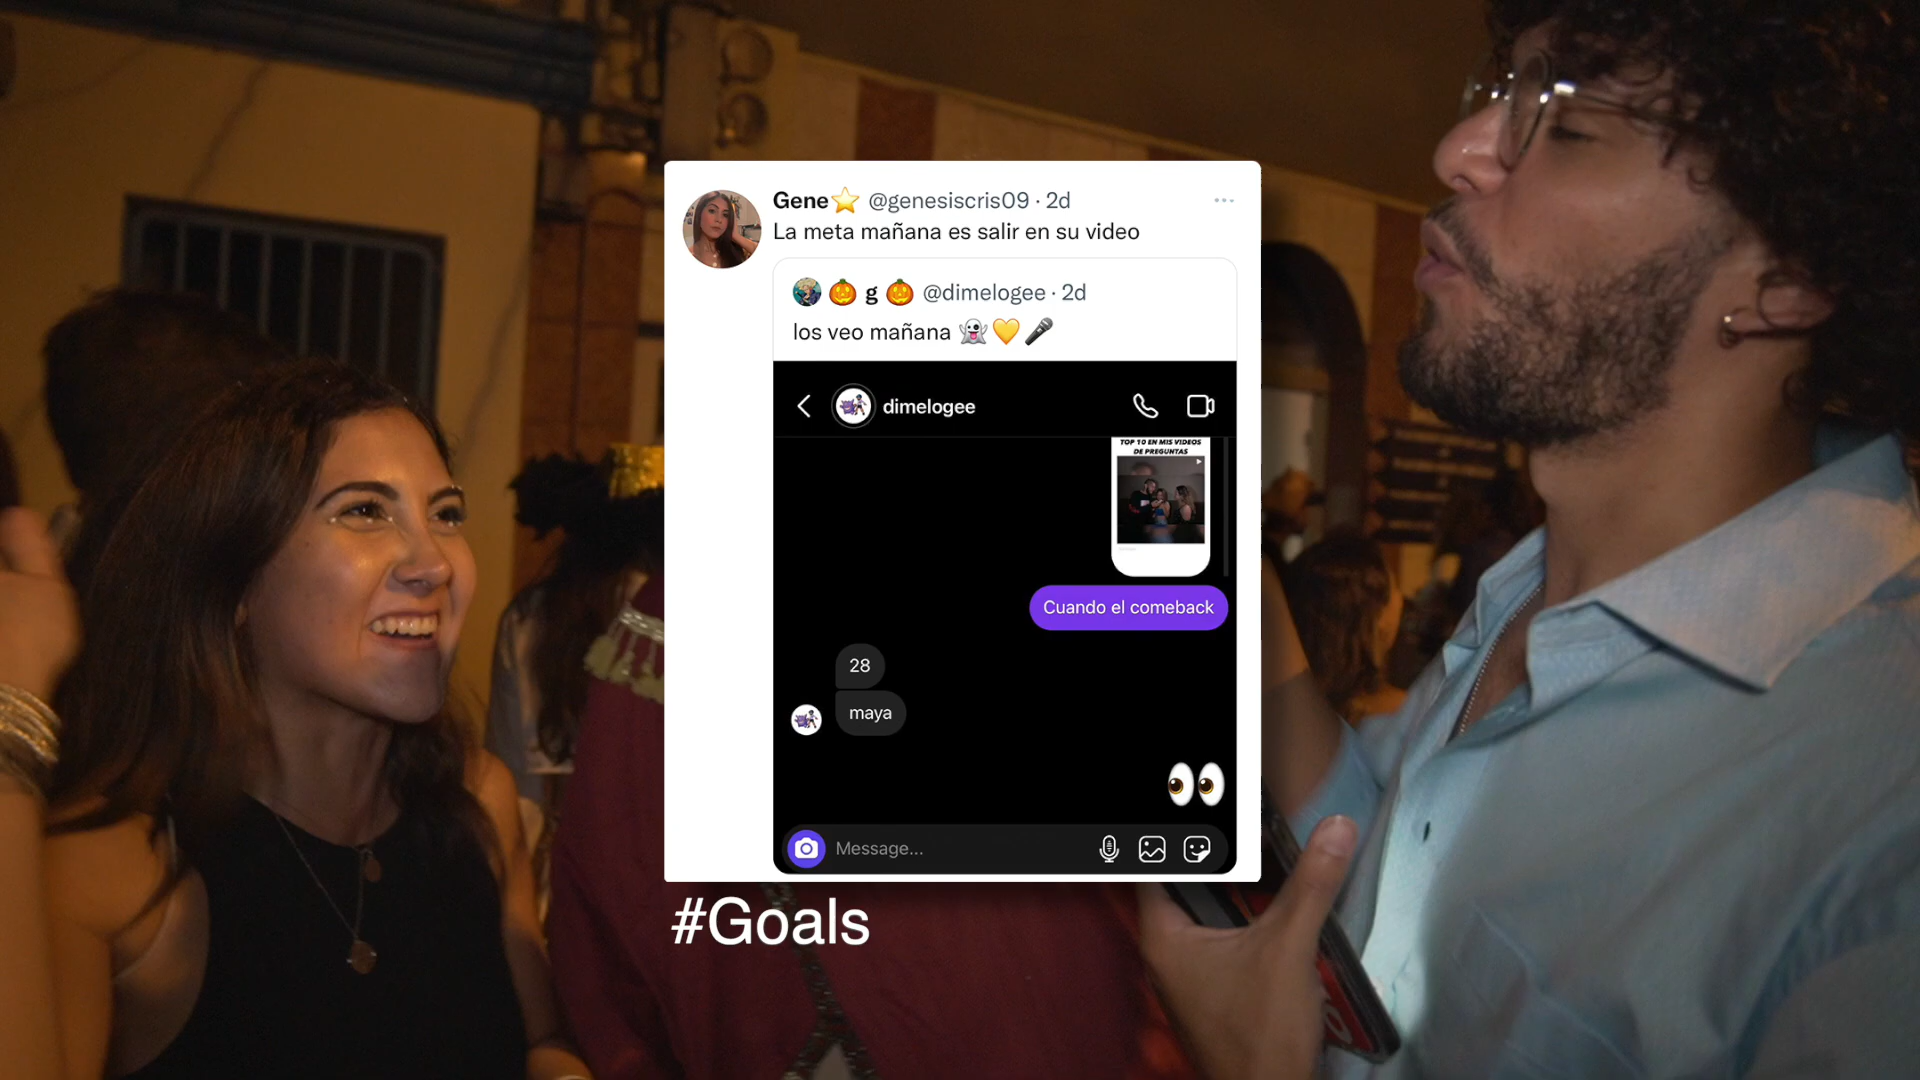 Gene⭐ @genesiscris09 · 2d
La meta mañana es salir en su video
🎃 g 🎃 @dimelogee · 2d
los veo mañana 👻💛🎤
dimelogee
TOP 10 EN MIS VIDEOS
DE PREGUNTAS
Cuando el comeback
28
maya
👀
Message...
#Goals